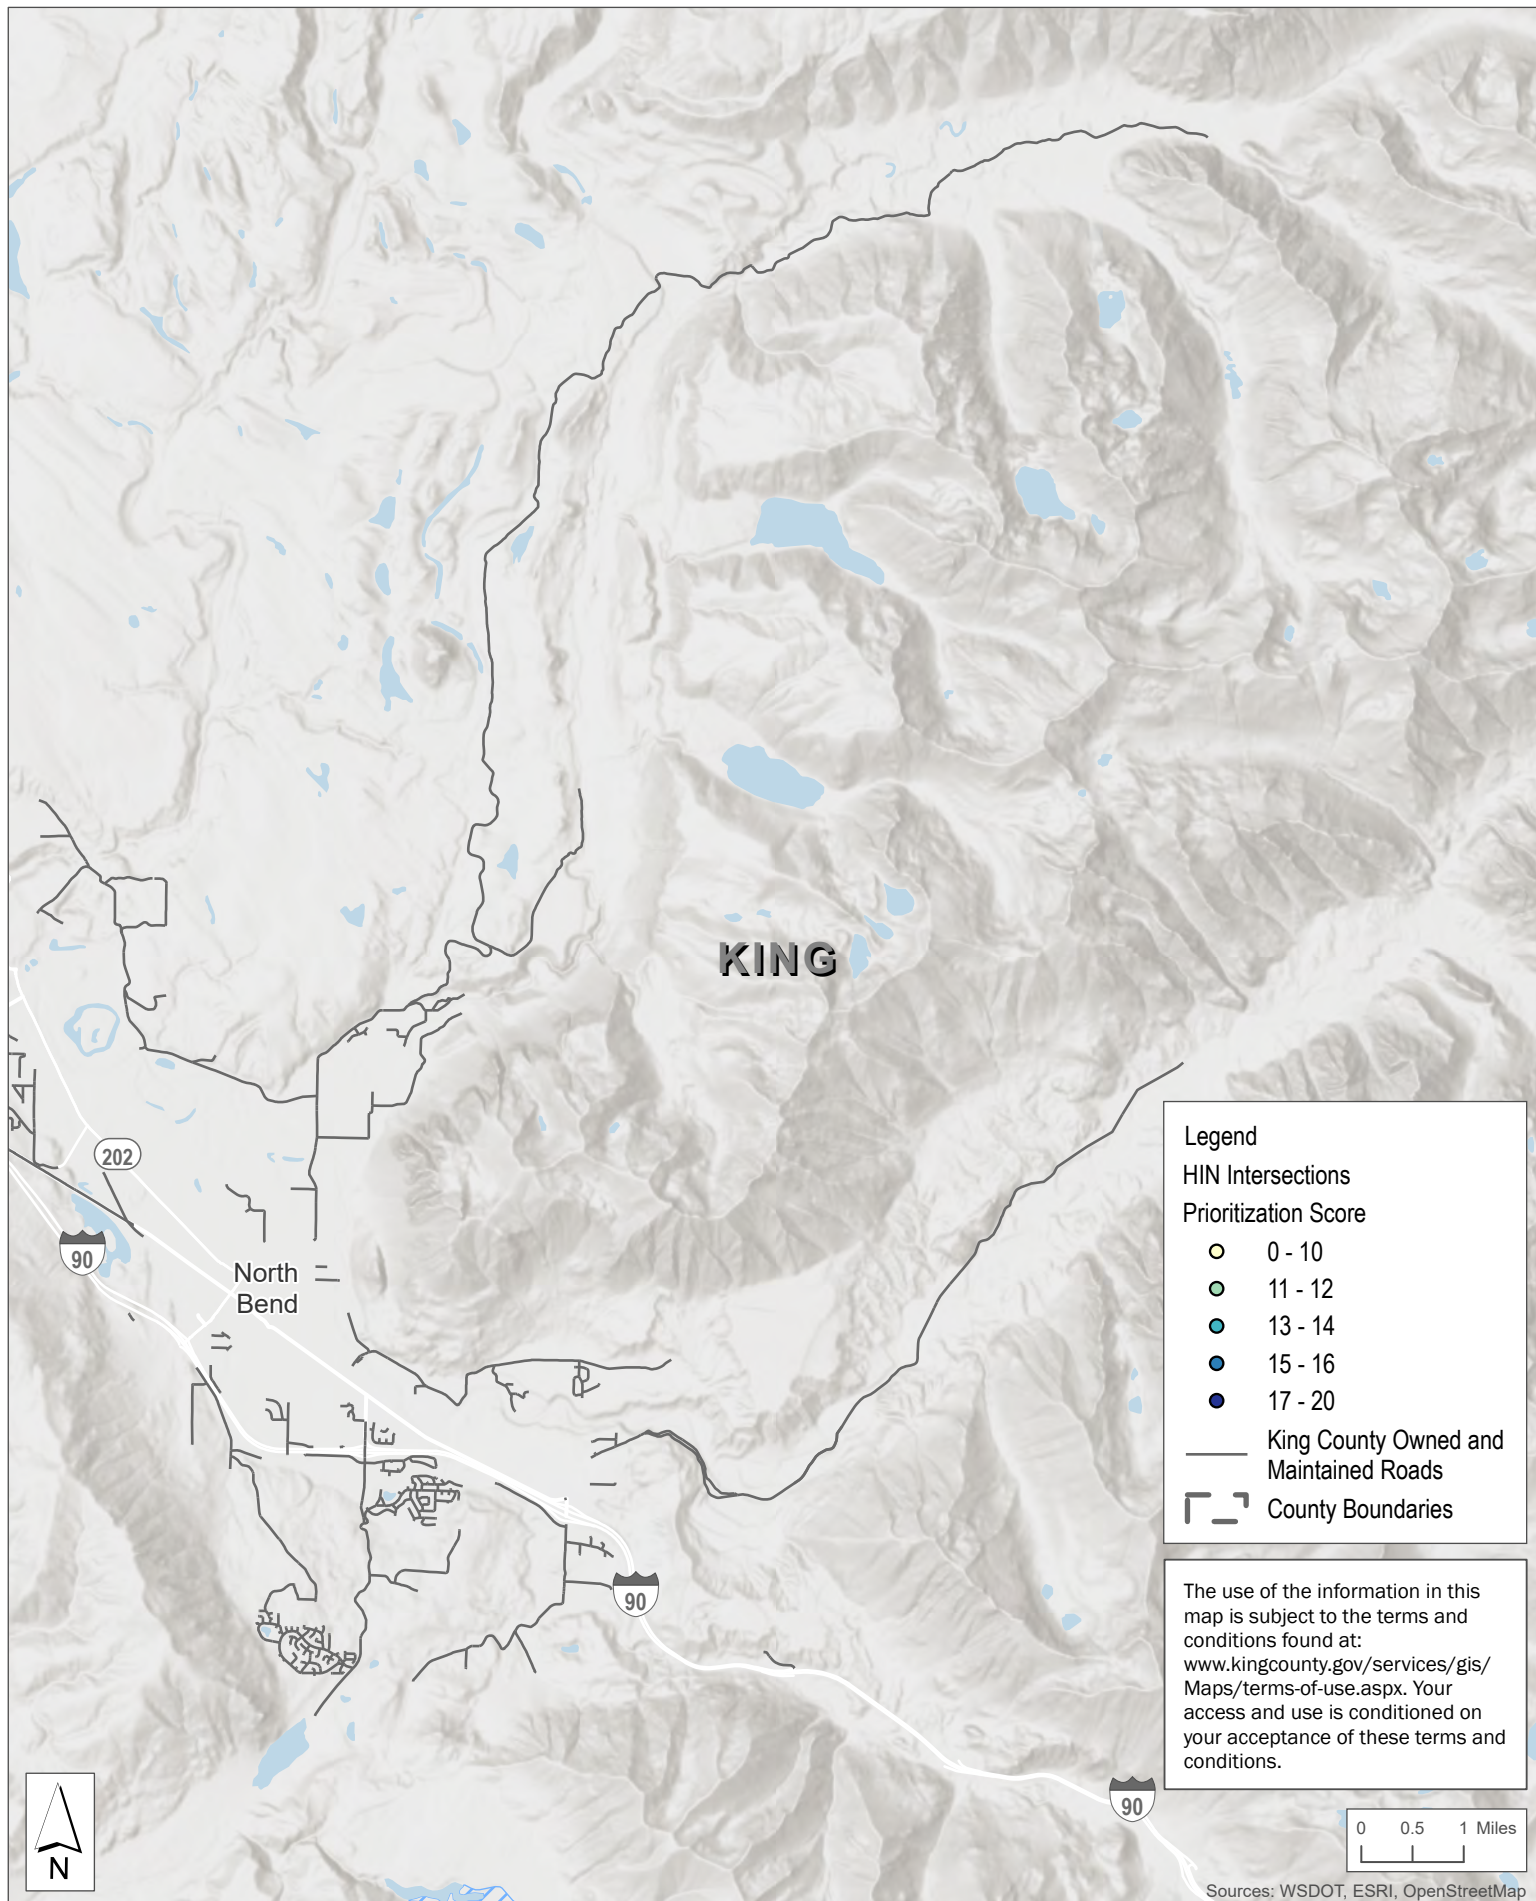 KING
202
90
North
Bend
90
90
Legend
HIN Intersections
Prioritization Score
0 - 10
11 - 12
13 - 14
15 - 16
17 - 20
King County Owned and
Maintained Roads
County Boundaries
The use of the information in this
map is subject to the terms and
conditions found at:
www.kingcounty.gov/services/gis/
Maps/terms-of-use.aspx. Your
access and use is conditioned on
your acceptance of these terms and
conditions.
N
0 0.5 1 Miles
Sources: WSDOT, ESRI, OpenStreetMap